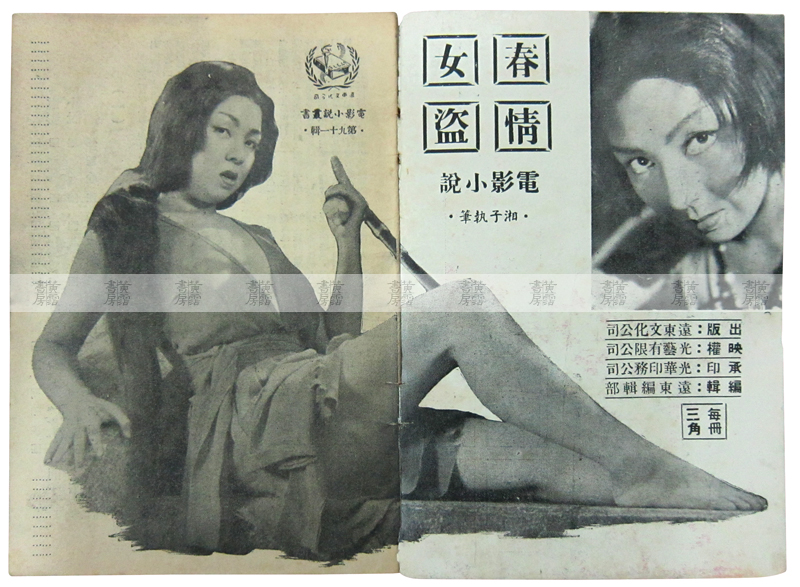 春情
女盜
電影小說
·湘子执筆·
出版：遠東文化公司
映權：光藝有限公司
承印：光華印務公司
編輯：遠東編輯部
每冊
三角
電影小說叢書
·第九十一輯·